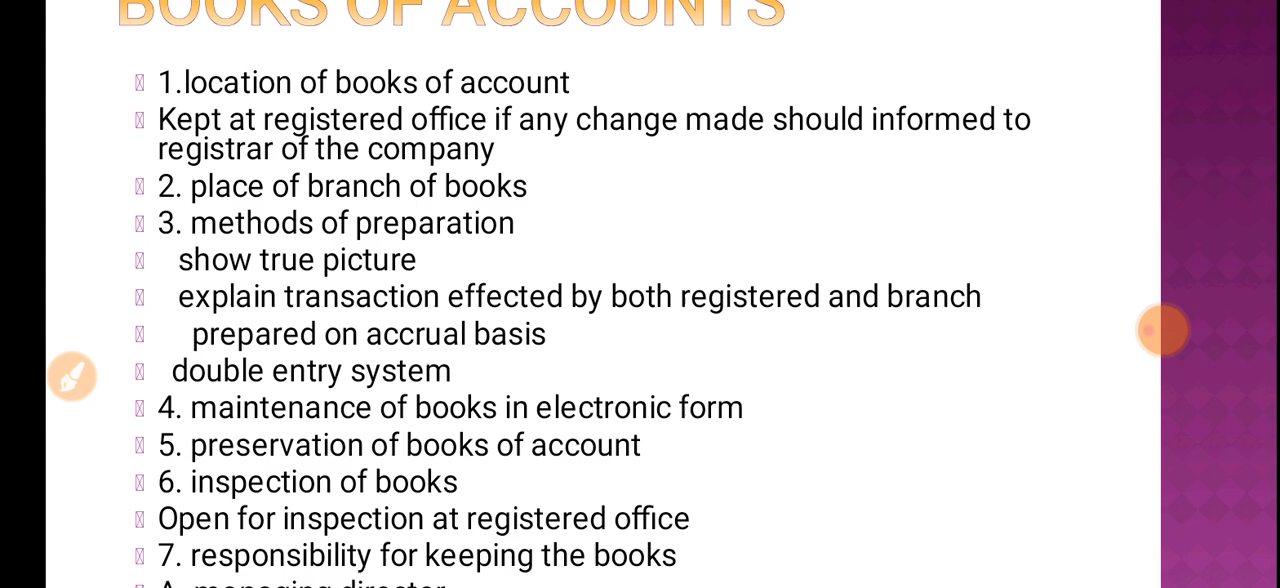 BOOKS OF ACCOUNTS
1.location of books of account
Kept at registered office if any change made should informed to
registrar of the company
2. place of branch of books
3. methods of preparation
show true picture
explain transaction effected by both registered and branch
prepared on accrual basis
double entry system
4. maintenance of books in electronic form
5. preservation of books of account
6. inspection of books
Open for inspection at registered office
7. responsibility for keeping the books
A. managing director